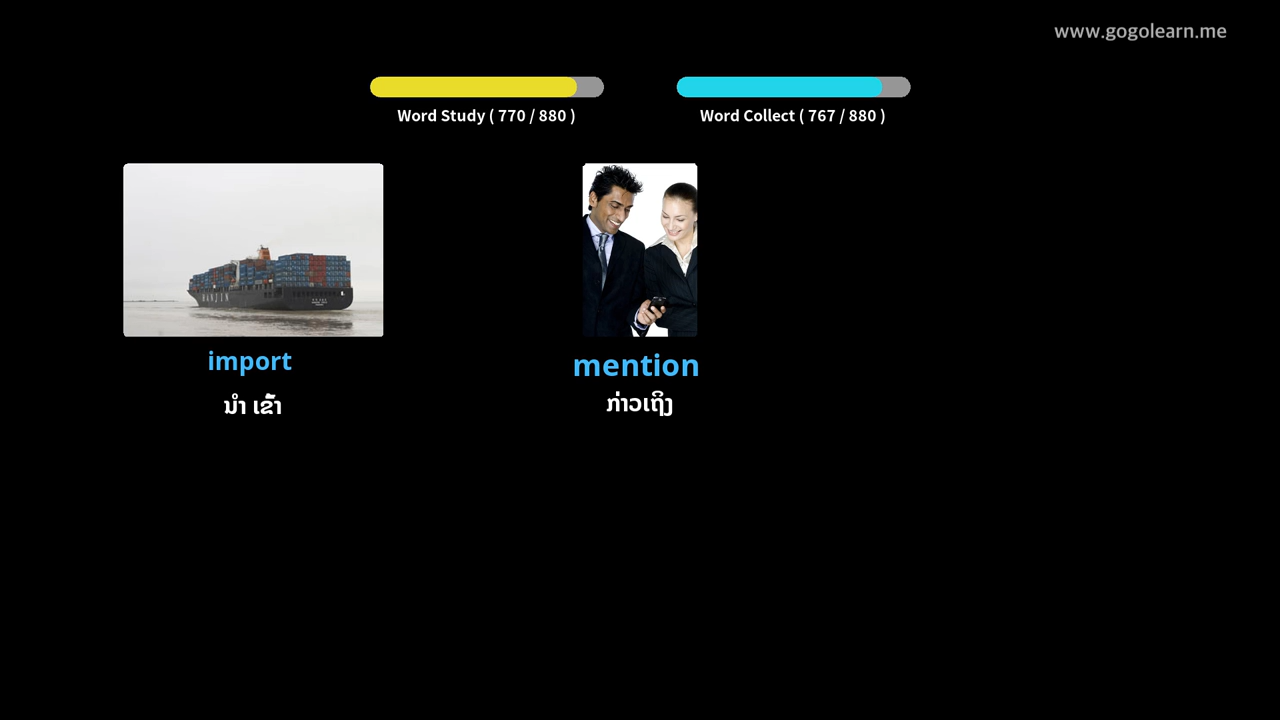 www.gogolearn.me
Word Study ( 770 / 880 )
Word Collect ( 767 / 880 )
HANJIN
import
ນຳ ເຂົ້າ
mention
ກ່າວເຖິງ